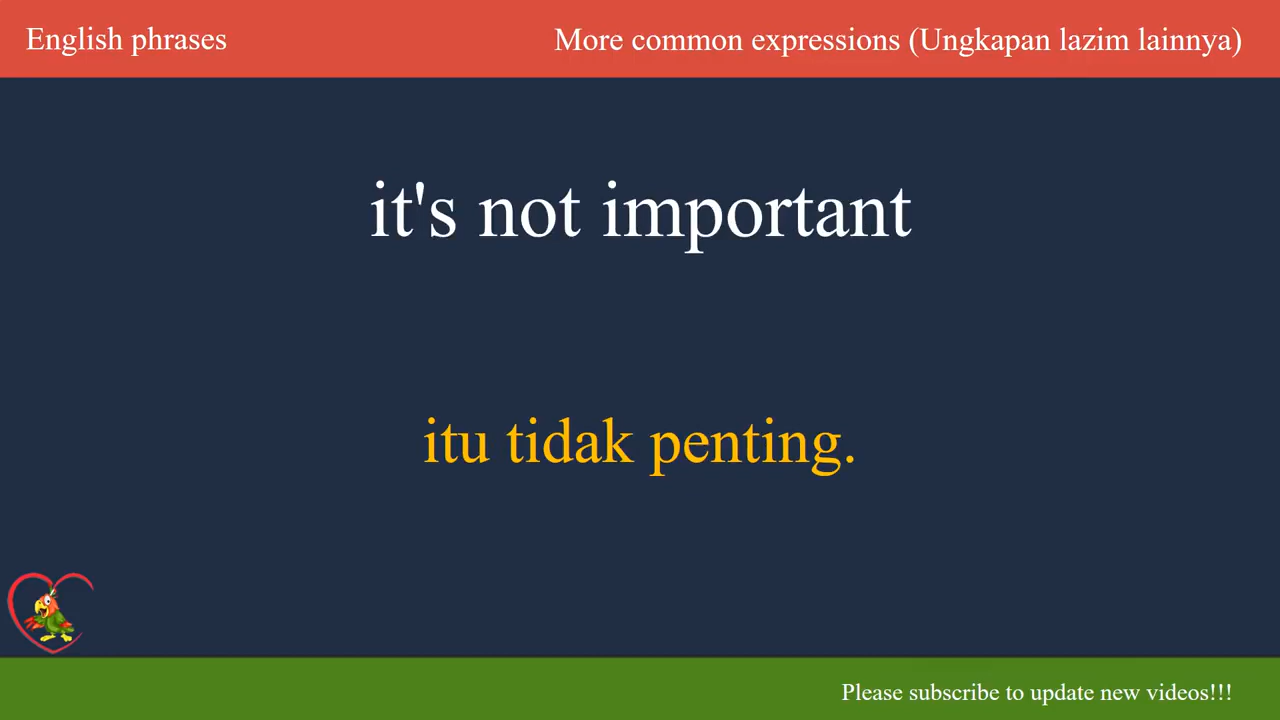 English phrases
More common expressions (Ungkapan lazim lainnya)
it's not important
itu tidak penting.
Please subscribe to update new videos!!!